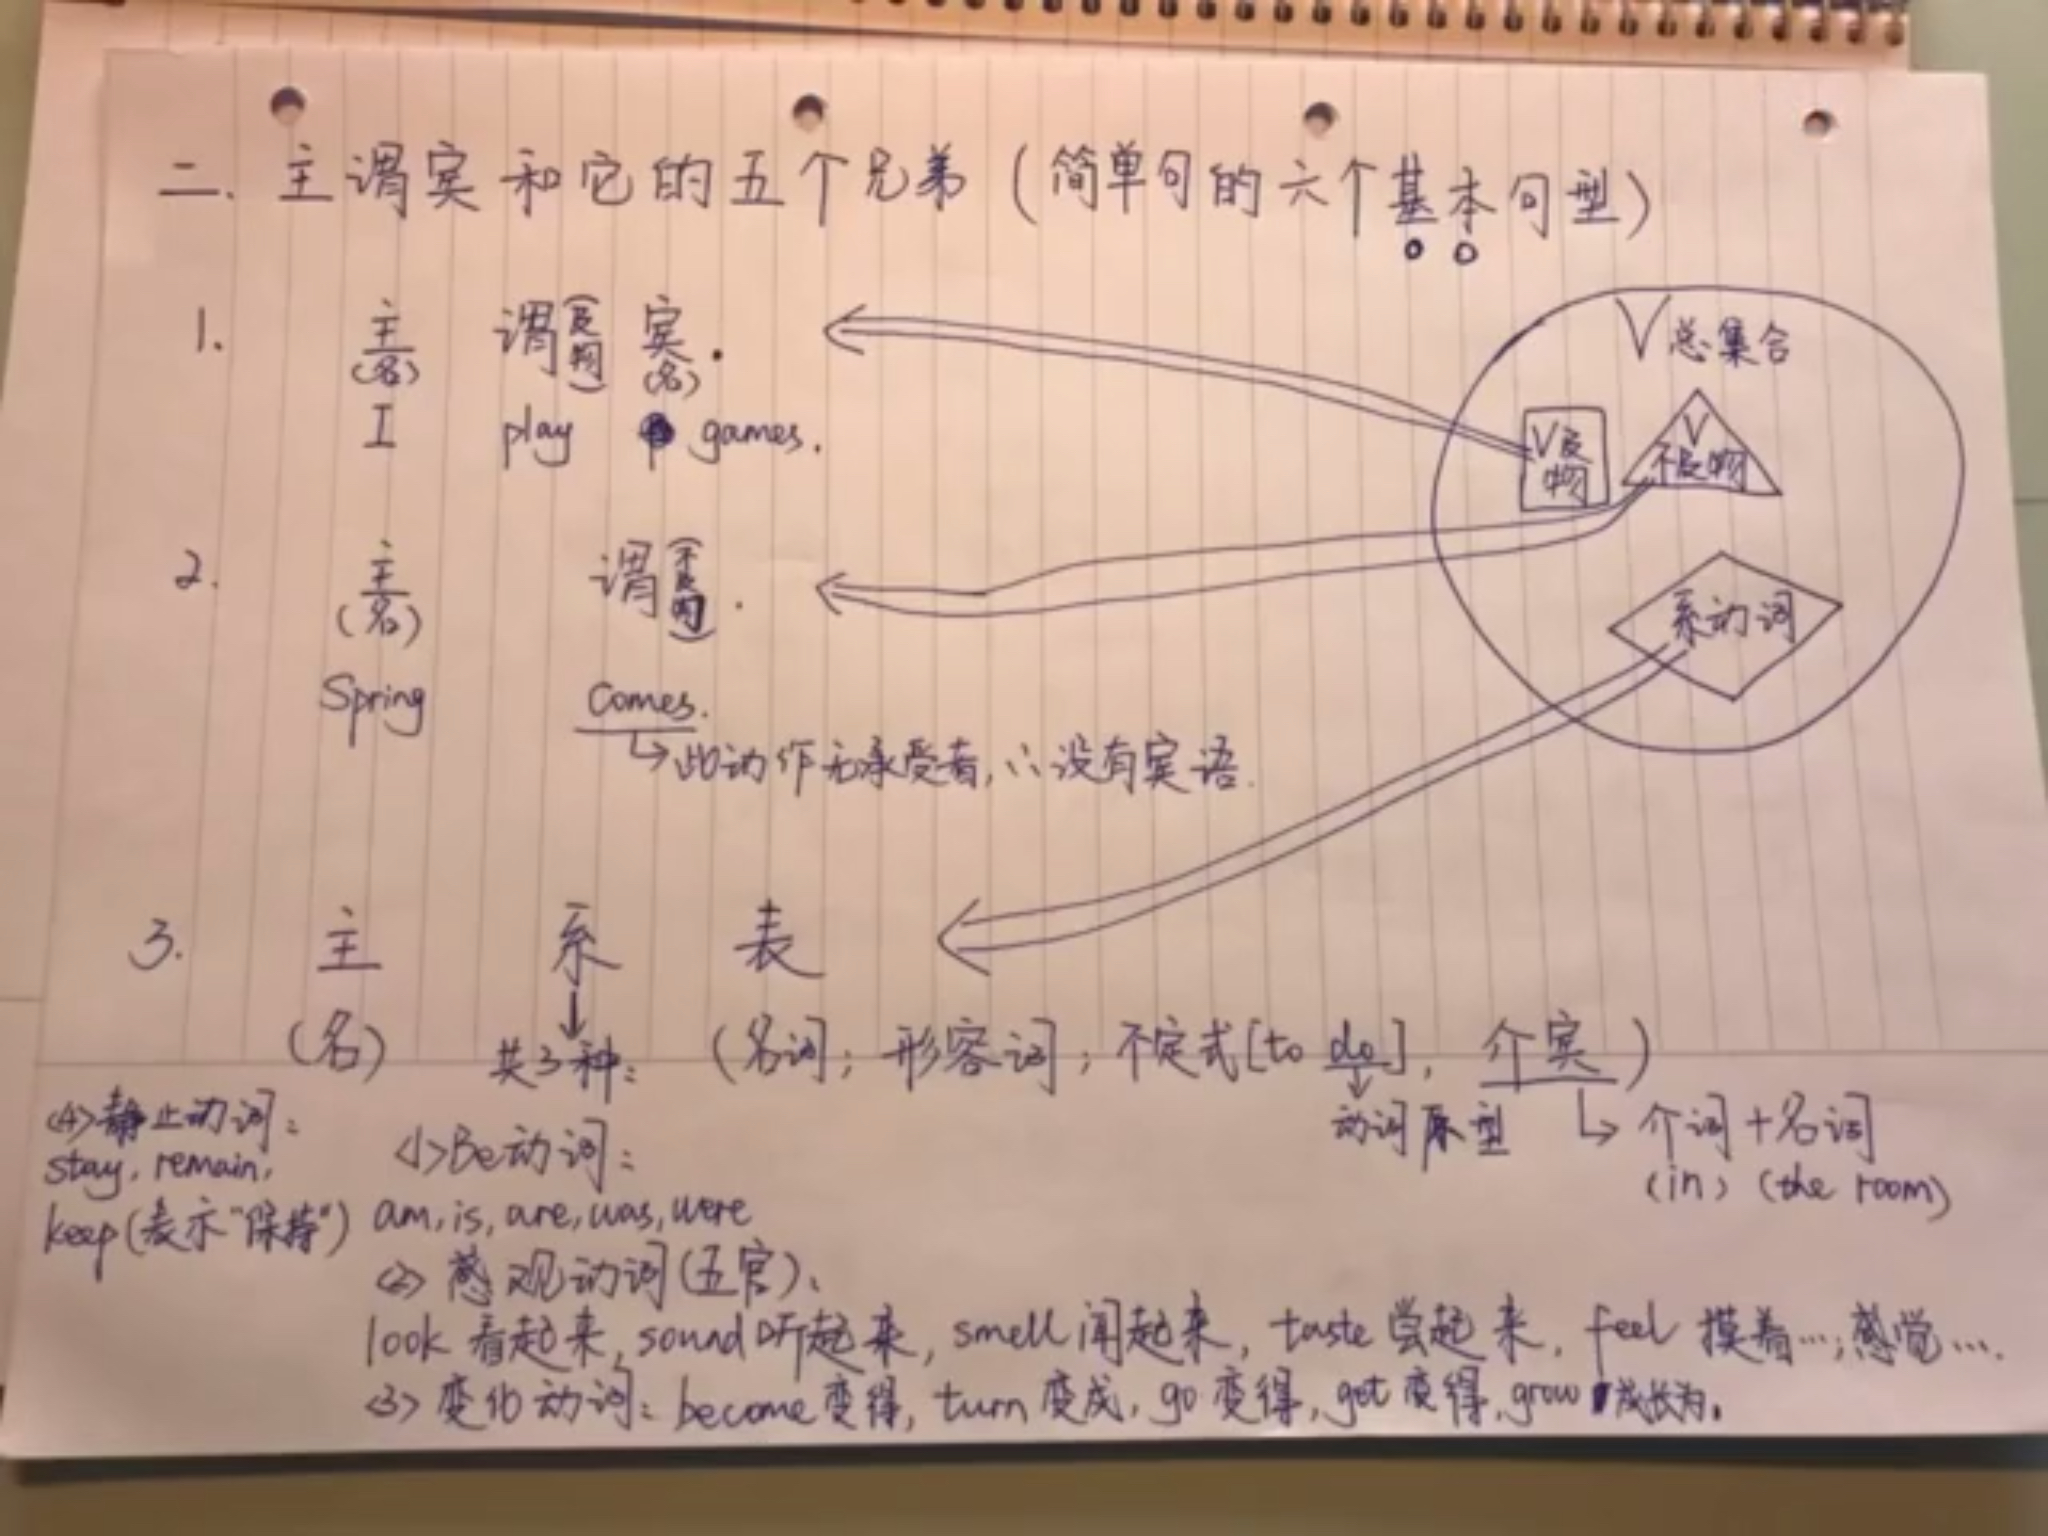 二. 主谓宾和它的五个兄弟(简单句的六个基本句型)
1. 主(名) 谓(及物) 宾(名).
I play games.
V总集合
V及物
V不及物
系动词
2. 主(名) 谓(不及物).
Spring Comes.
↳此动作无承受者, ∴没有宾语.
3. 主 系 表
(名) 共3种: (名词; 形容词; 不定式[to do], 介宾)
动词原型 介词+名词
(in) (the room)
<1>Be动词:
am, is, are, was, were
<2> 感观动词(五官):
look 看起来, sound 听起来, smell 闻起来, taste 尝起来, feel 摸着…; 感觉….
<3> 变化动词: become 变得, turn 变成, go 变得, get 变得, grow 成长为.
<4>静止动词:
stay, remain,
keep(表示"保持")